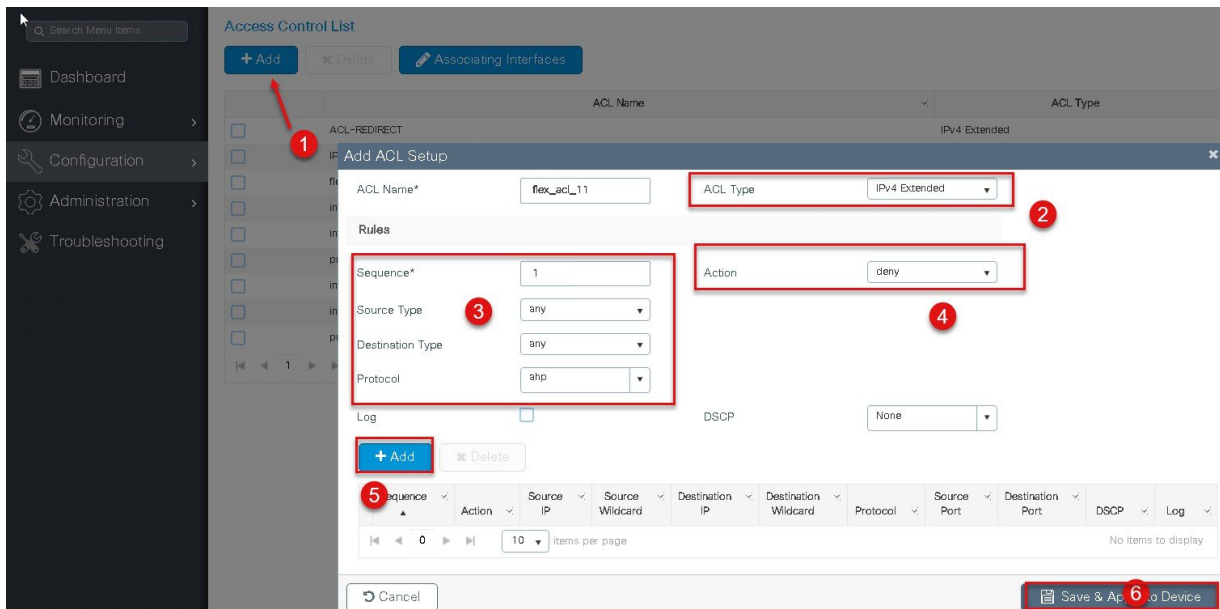 Search Menu Items
Dashboard
Monitoring
Configuration
Administration
Troubleshooting
Access Control List
+ Add
× Delete
Associating Interfaces
ACL Name
ACL Type
ACL-REDIRECT
IPv4 Extended
1
Add ACL Setup
ACL Name*
flex_acl_11
ACL Type
IPv4 Extended
2
Rules
Sequence*
1
Action
deny
Source Type
any
3
4
Destination Type
any
Protocol
ahp
Log
DSCP
None
+ Add
× Delete
5
Action
Source IP
Source Wildcard
Destination IP
Destination Wildcard
Protocol
Source Port
Destination Port
DSCP
Log
1
0
10
items per page
No items to display
Cancel
Save &
6
Device